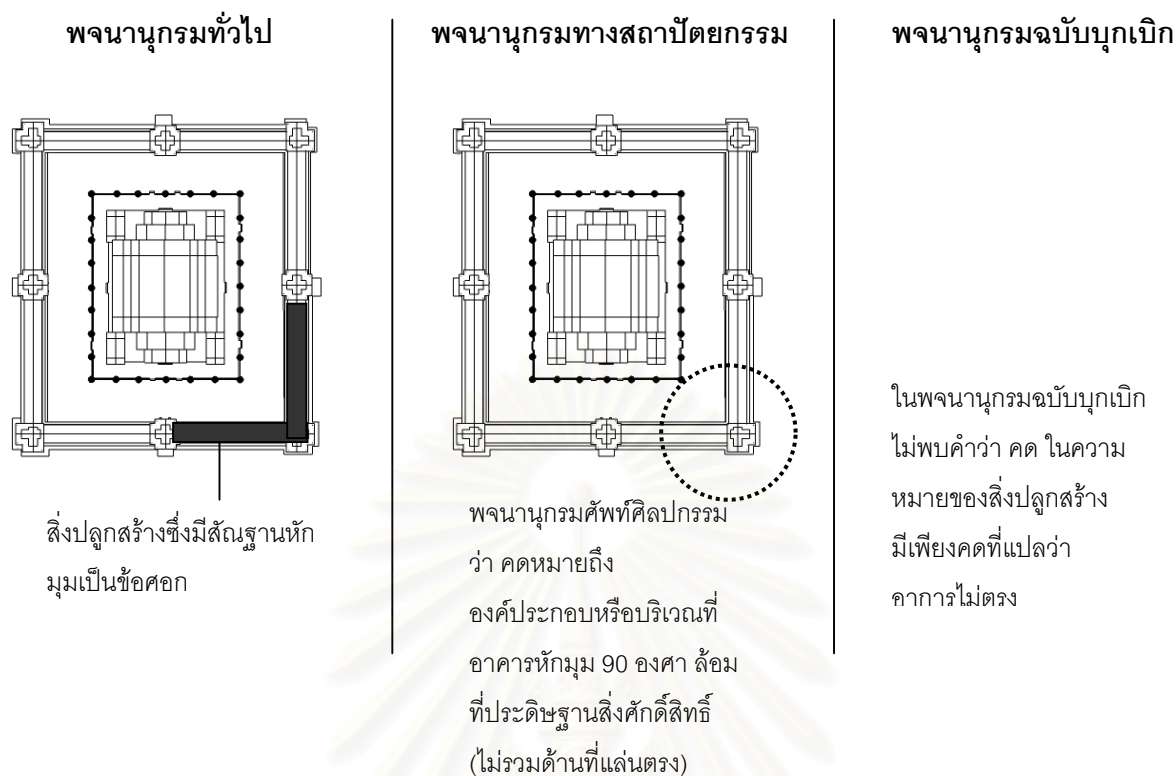 พจนานุกรมทั่วไป
สิ่งปลูกสร้างซึ่งมีสัณฐานหัก
มุมเป็นข้อศอก
พจนานุกรมทางสถาปัตยกรรม
พจนานุกรมศัพท์ศิลปกรรม
ว่า คดหมายถึง
องค์ประกอบหรือบริเวณที่
อาคารหักมุม 90 องศา ล้อม
ที่ประดิษฐานสิ่งศักดิ์สิทธิ์
(ไม่รวมด้านที่แล่นตรง)
พจนานุกรมฉบับบุกเบิก
ในพจนานุกรมฉบับบุกเบิก
ไม่พบคำว่า คด ในความ
หมายของสิ่งปลูกสร้าง
มีเพียงคดที่แปลว่า
อาการไม่ตรง